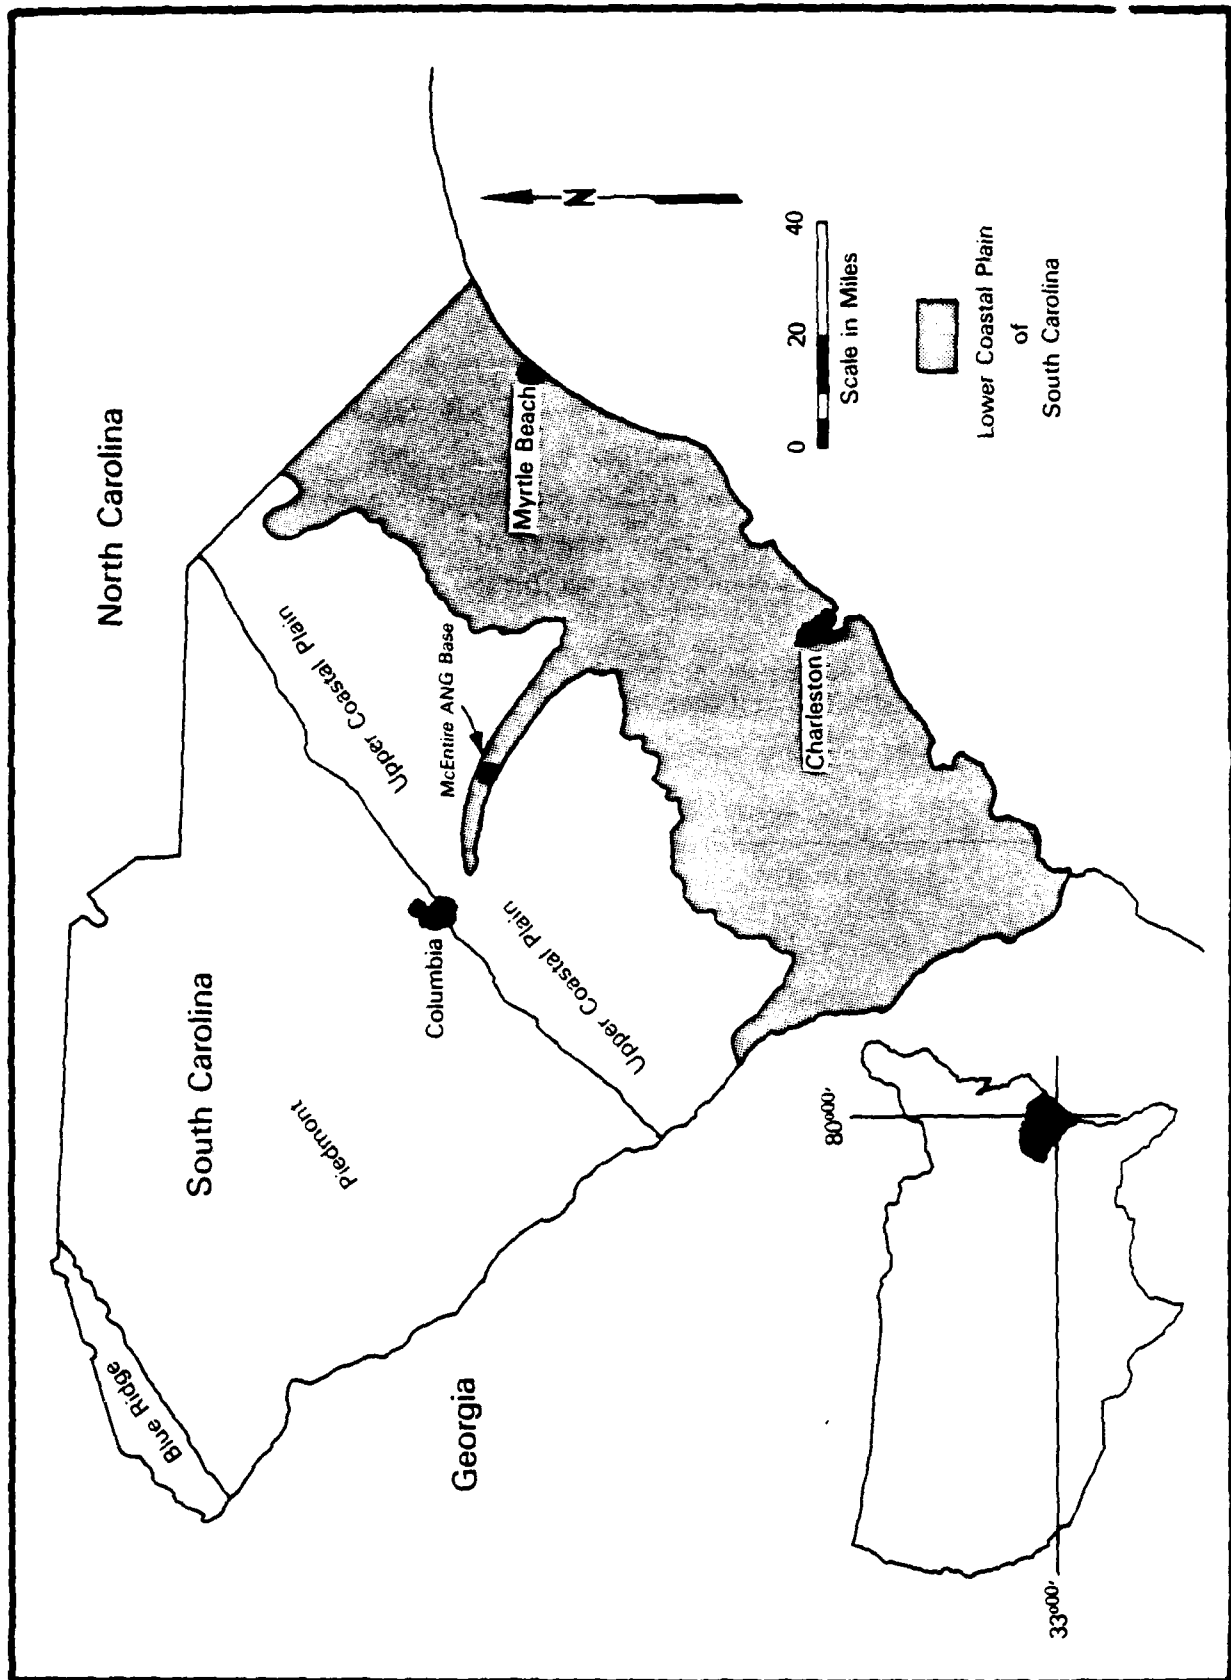 North Carolina
South Carolina
Blue Ridge
Piedmont
Upper Coastal Plain
McEntire ANG Base
Columbia
Upper Coastal Plain
Georgia
Myrtle Beach
Charleston
N
0 20 40
Scale in Miles
Lower Coastal Plain
of
South Carolina
80°00'
33°00'